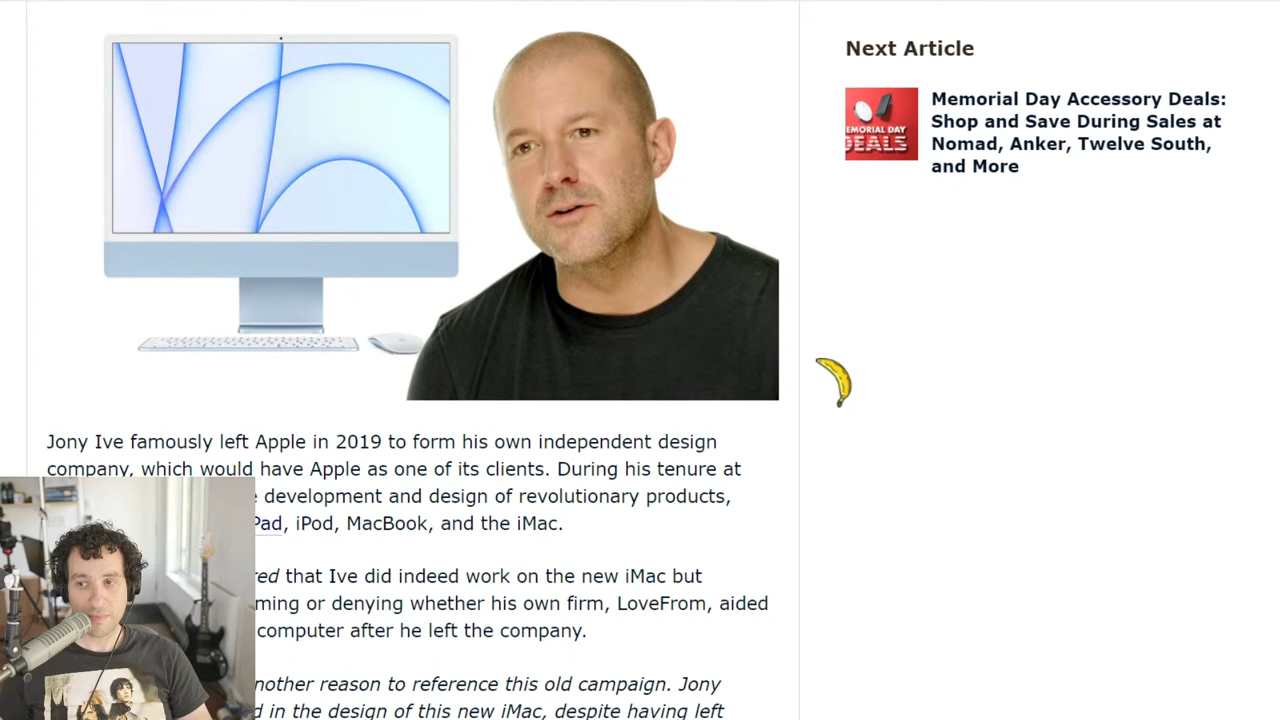 Next Article
Memorial Day Accessory Deals:
Shop and Save During Sales at
Nomad, Anker, Twelve South,
and More
MEMORIAL DAY
DEALS
Jony Ive famously left Apple in 2019 to form his own independent design
company, which would have Apple as one of its clients. During his tenure at
development and design of revolutionary products,
Pad, iPod, MacBook, and the iMac.
that Ive did indeed work on the new iMac but
or denying whether his own firm, LoveFrom, aided
computer after he left the company.
nother reason to reference this old campaign. Jony
in the design of this new iMac, despite having left